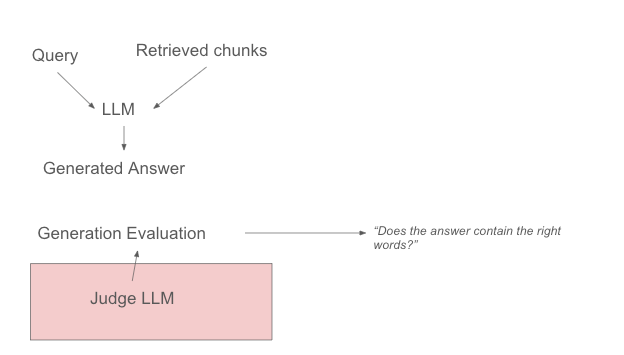 Query
Retrieved chunks
LLM
Generated Answer
Generation Evaluation
“Does the answer contain the right
words?”
Judge LLM